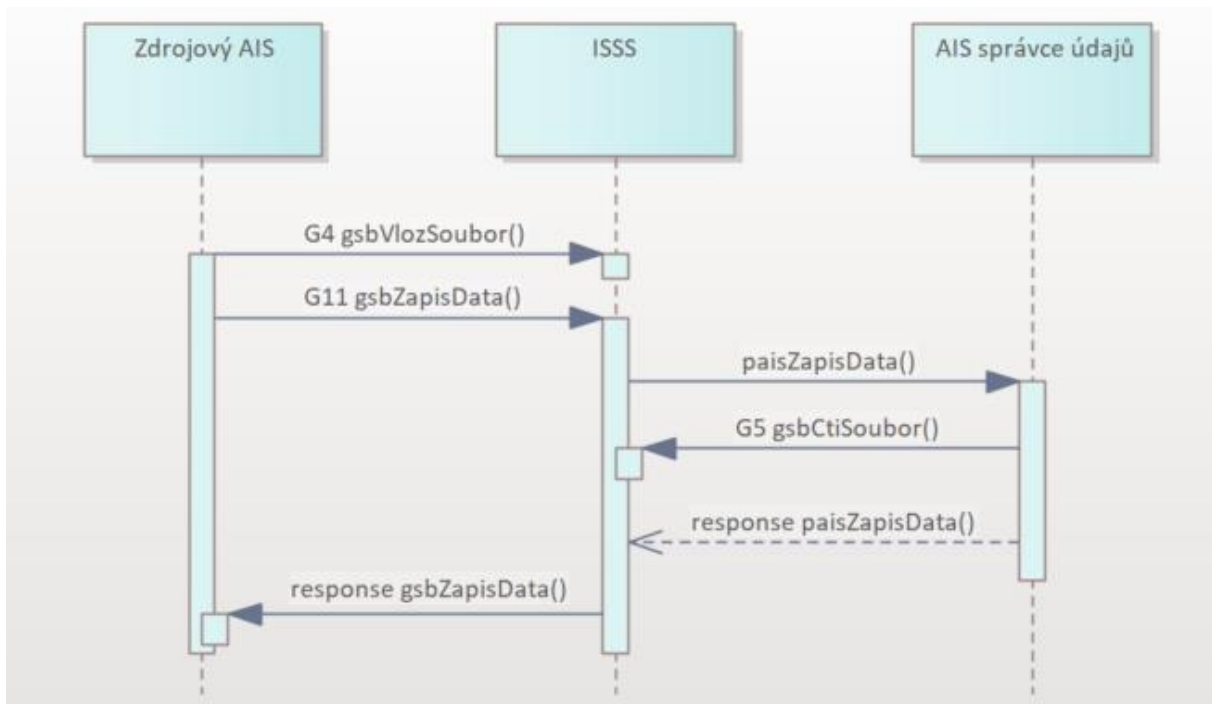 Zdrojový AIS
ISSS
AIS správce údajů
G4 gsbVlozSoubor()
G11 gsbZapisData()
paisZapisData()
G5 gsbCtiSoubor()
response paisZapisData()
response gsbZapisData()